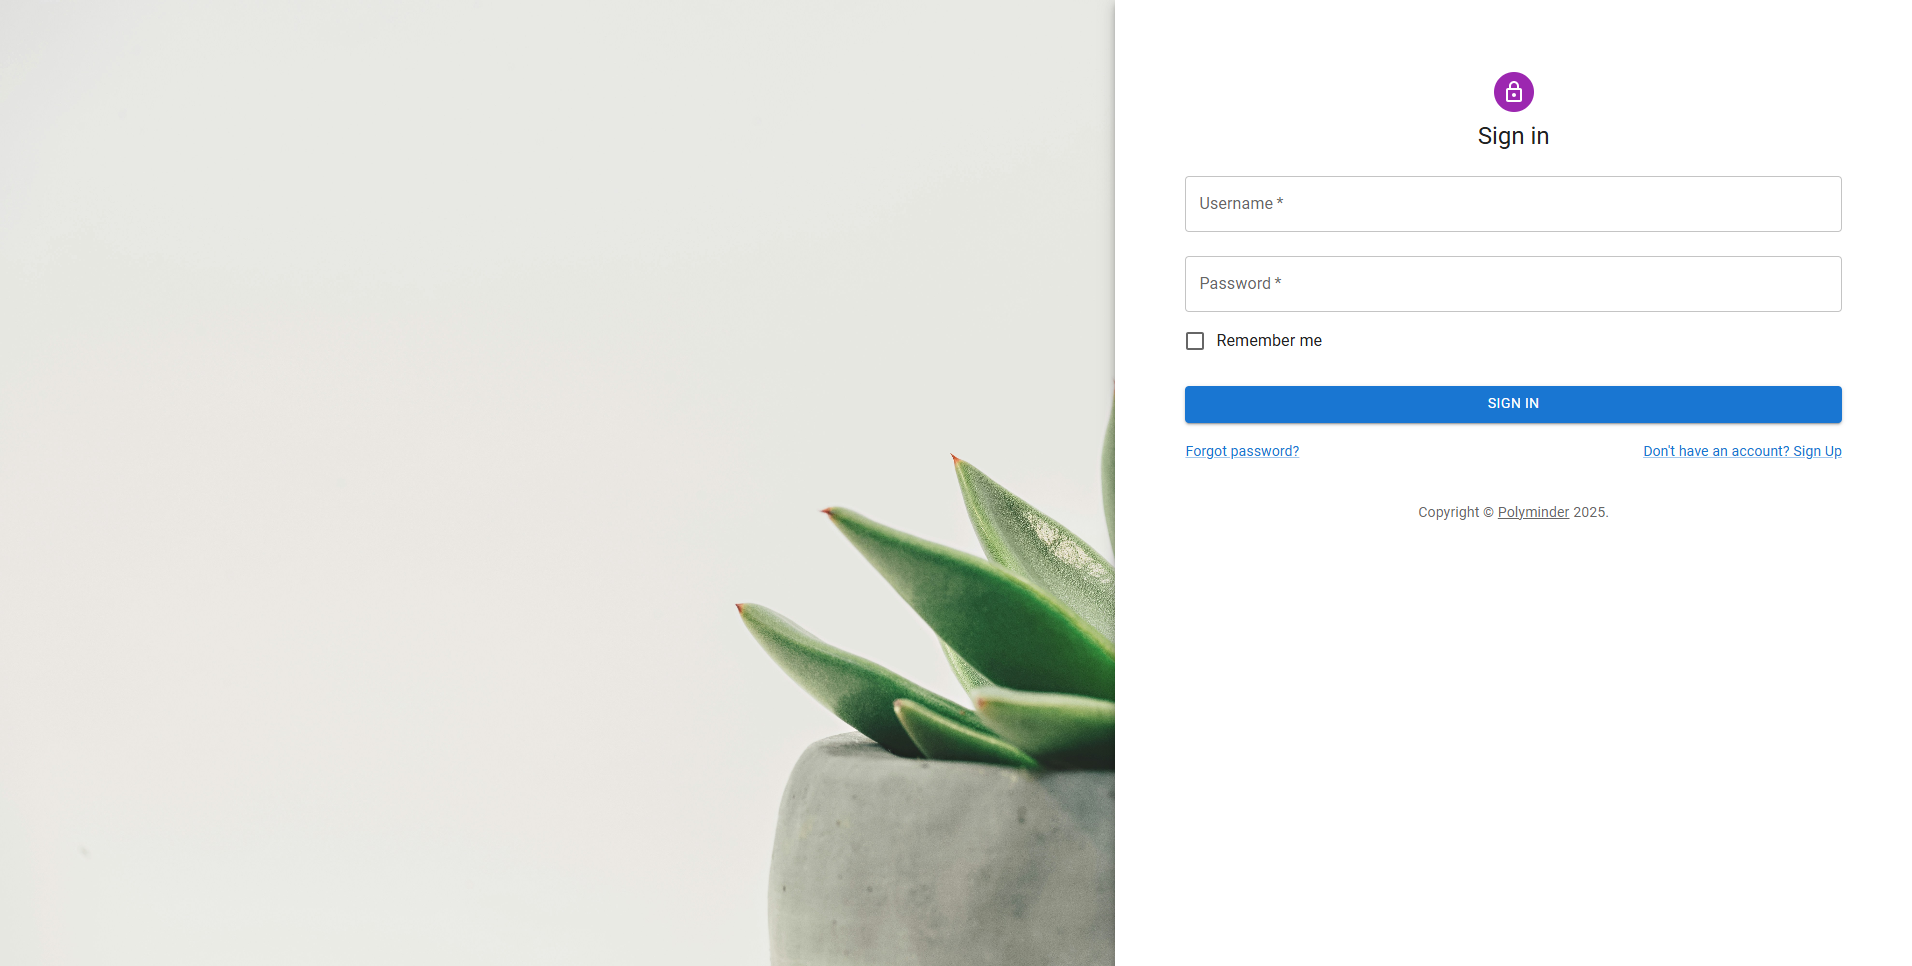 Sign in
Username *
Password *
Remember me
SIGN IN
Forgot password? Don't have an account? Sign Up
Copyright © Polyminder 2025.